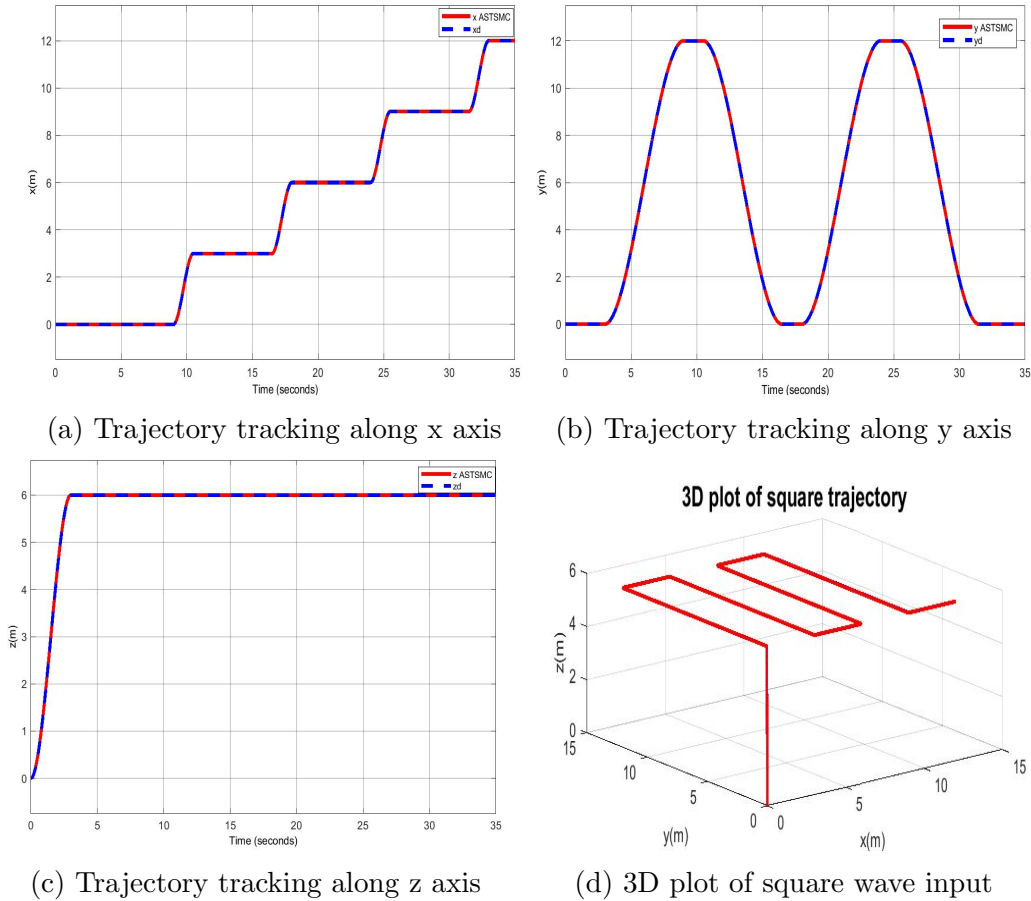 x ASTSMC
xd
12
10
8
6
4
2
0
x(m)
0 5 10 15 20 25 30 35
Time (seconds)
(a) Trajectory tracking along x axis
y ASTSMC
yd
12
10
8
6
4
2
0
y(m)
0 5 10 15 20 25 30 35
Time (seconds)
(b) Trajectory tracking along y axis
z ASTSMC
zd
6
5
4
3
2
1
0
z(m)
0 5 10 15 20 25 30 35
Time (seconds)
(c) Trajectory tracking along z axis
3D plot of square trajectory
6
4
2
0
z(m)
15
10
5
0
y(m)
0
5
10
15
x(m)
(d) 3D plot of square wave input